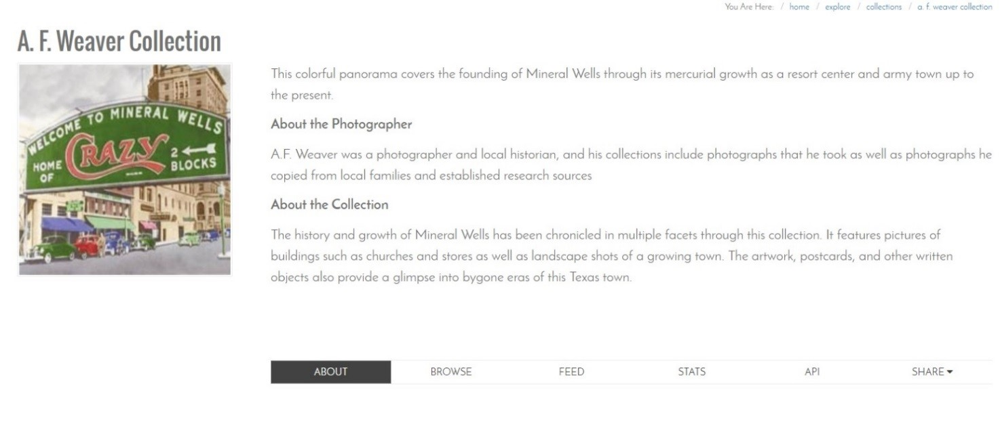 You Are Here: / home / explore / collections / a. f. weaver collection
A. F. Weaver Collection
WELCOME TO MINERAL WELLS
HOME OF
CRAZY
2 BLOCKS
This colorful panorama covers the founding of Mineral Wells through its mercurial growth as a resort center and army town up to
the present.
About the Photographer
A.F. Weaver was a photographer and local historian, and his collections include photographs that he took as well as photographs he
copied from local families and established research sources
About the Collection
The history and growth of Mineral Wells has been chronicled in multiple facets through this collection. It features pictures of
buildings such as churches and stores as well as landscape shots of a growing town. The artwork, postcards, and other written
objects also provide a glimpse into bygone eras of this Texas town.
ABOUT BROWSE FEED STATS API SHARE